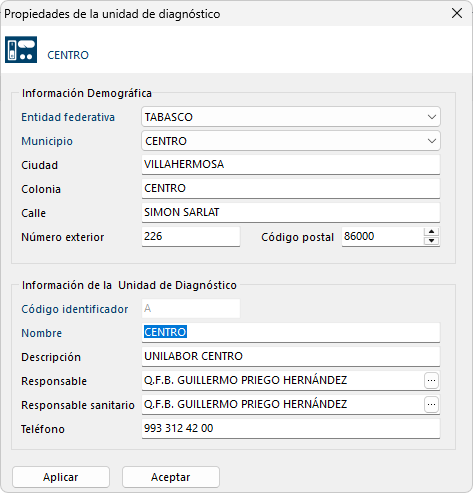 Propiedades de la unidad de diagnóstico
CENTRO
Información Demográfica
Entidad federativa TABASCO
Municipio CENTRO
Ciudad VILLAHERMOSA
Colonia CENTRO
Calle SIMON SARLAT
Número exterior 226 Código postal 86000
Información de la Unidad de Diagnóstico
Código identificador A
Nombre CENTRO
Descripción UNILABOR CENTRO
Responsable Q.F.B. GUILLERMO PRIEGO HERNÁNDEZ ...
Responsable sanitario Q.F.B. GUILLERMO PRIEGO HERNÁNDEZ ...
Teléfono 993 312 42 00
Aplicar Aceptar